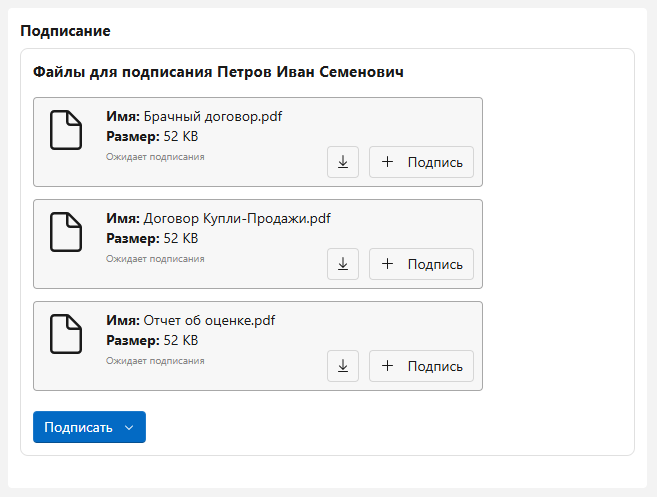 Подписание
Файлы для подписания Петров Иван Семенович
Имя: Брачный договор.pdf
Размер: 52 KB
Ожидает подписания
Подпись
Имя: Договор Купли-Продажи.pdf
Размер: 52 KB
Ожидает подписания
Подпись
Имя: Отчет об оценке.pdf
Размер: 52 KB
Ожидает подписания
Подпись
Подписать